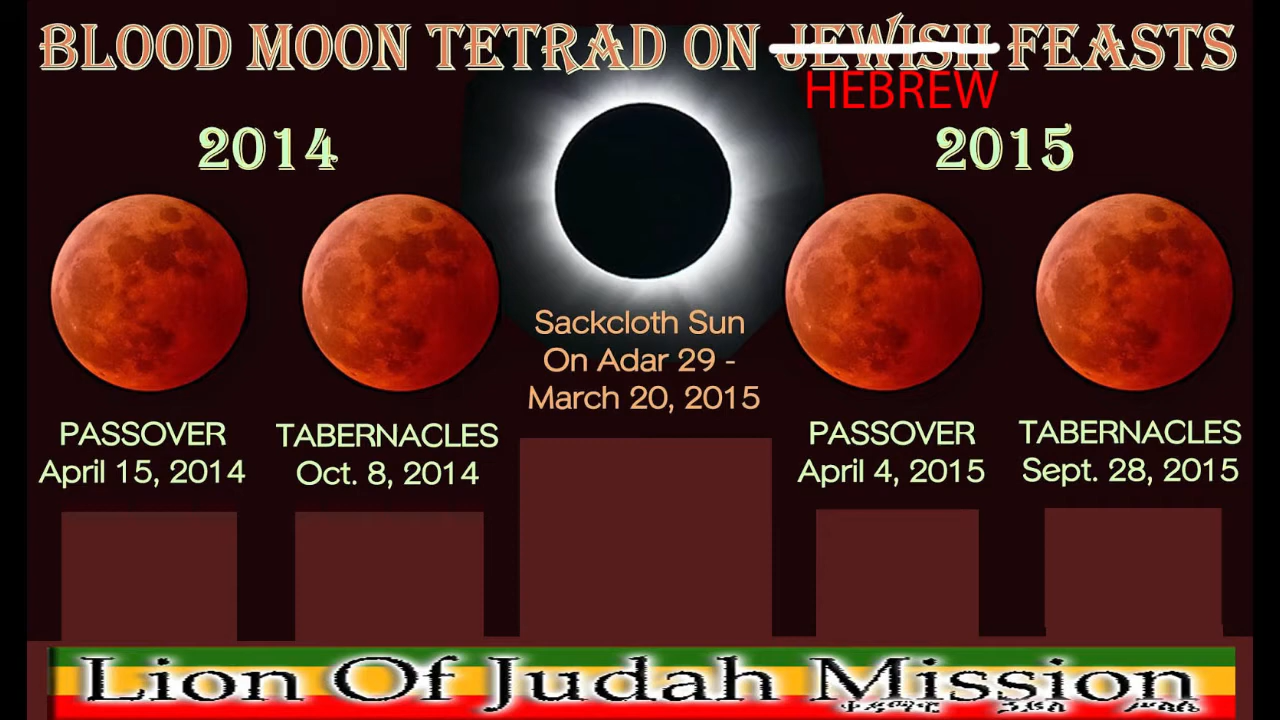 BLOOD MOON TETRAD ON JEWISH FEASTS
HEBREW
2014
2015
Sackcloth Sun
On Adar 29 -
March 20, 2015
PASSOVER
April 15, 2014
TABERNACLES
Oct. 8, 2014
PASSOVER
April 4, 2015
TABERNACLES
Sept. 28, 2015
Lion Of Judah Mission